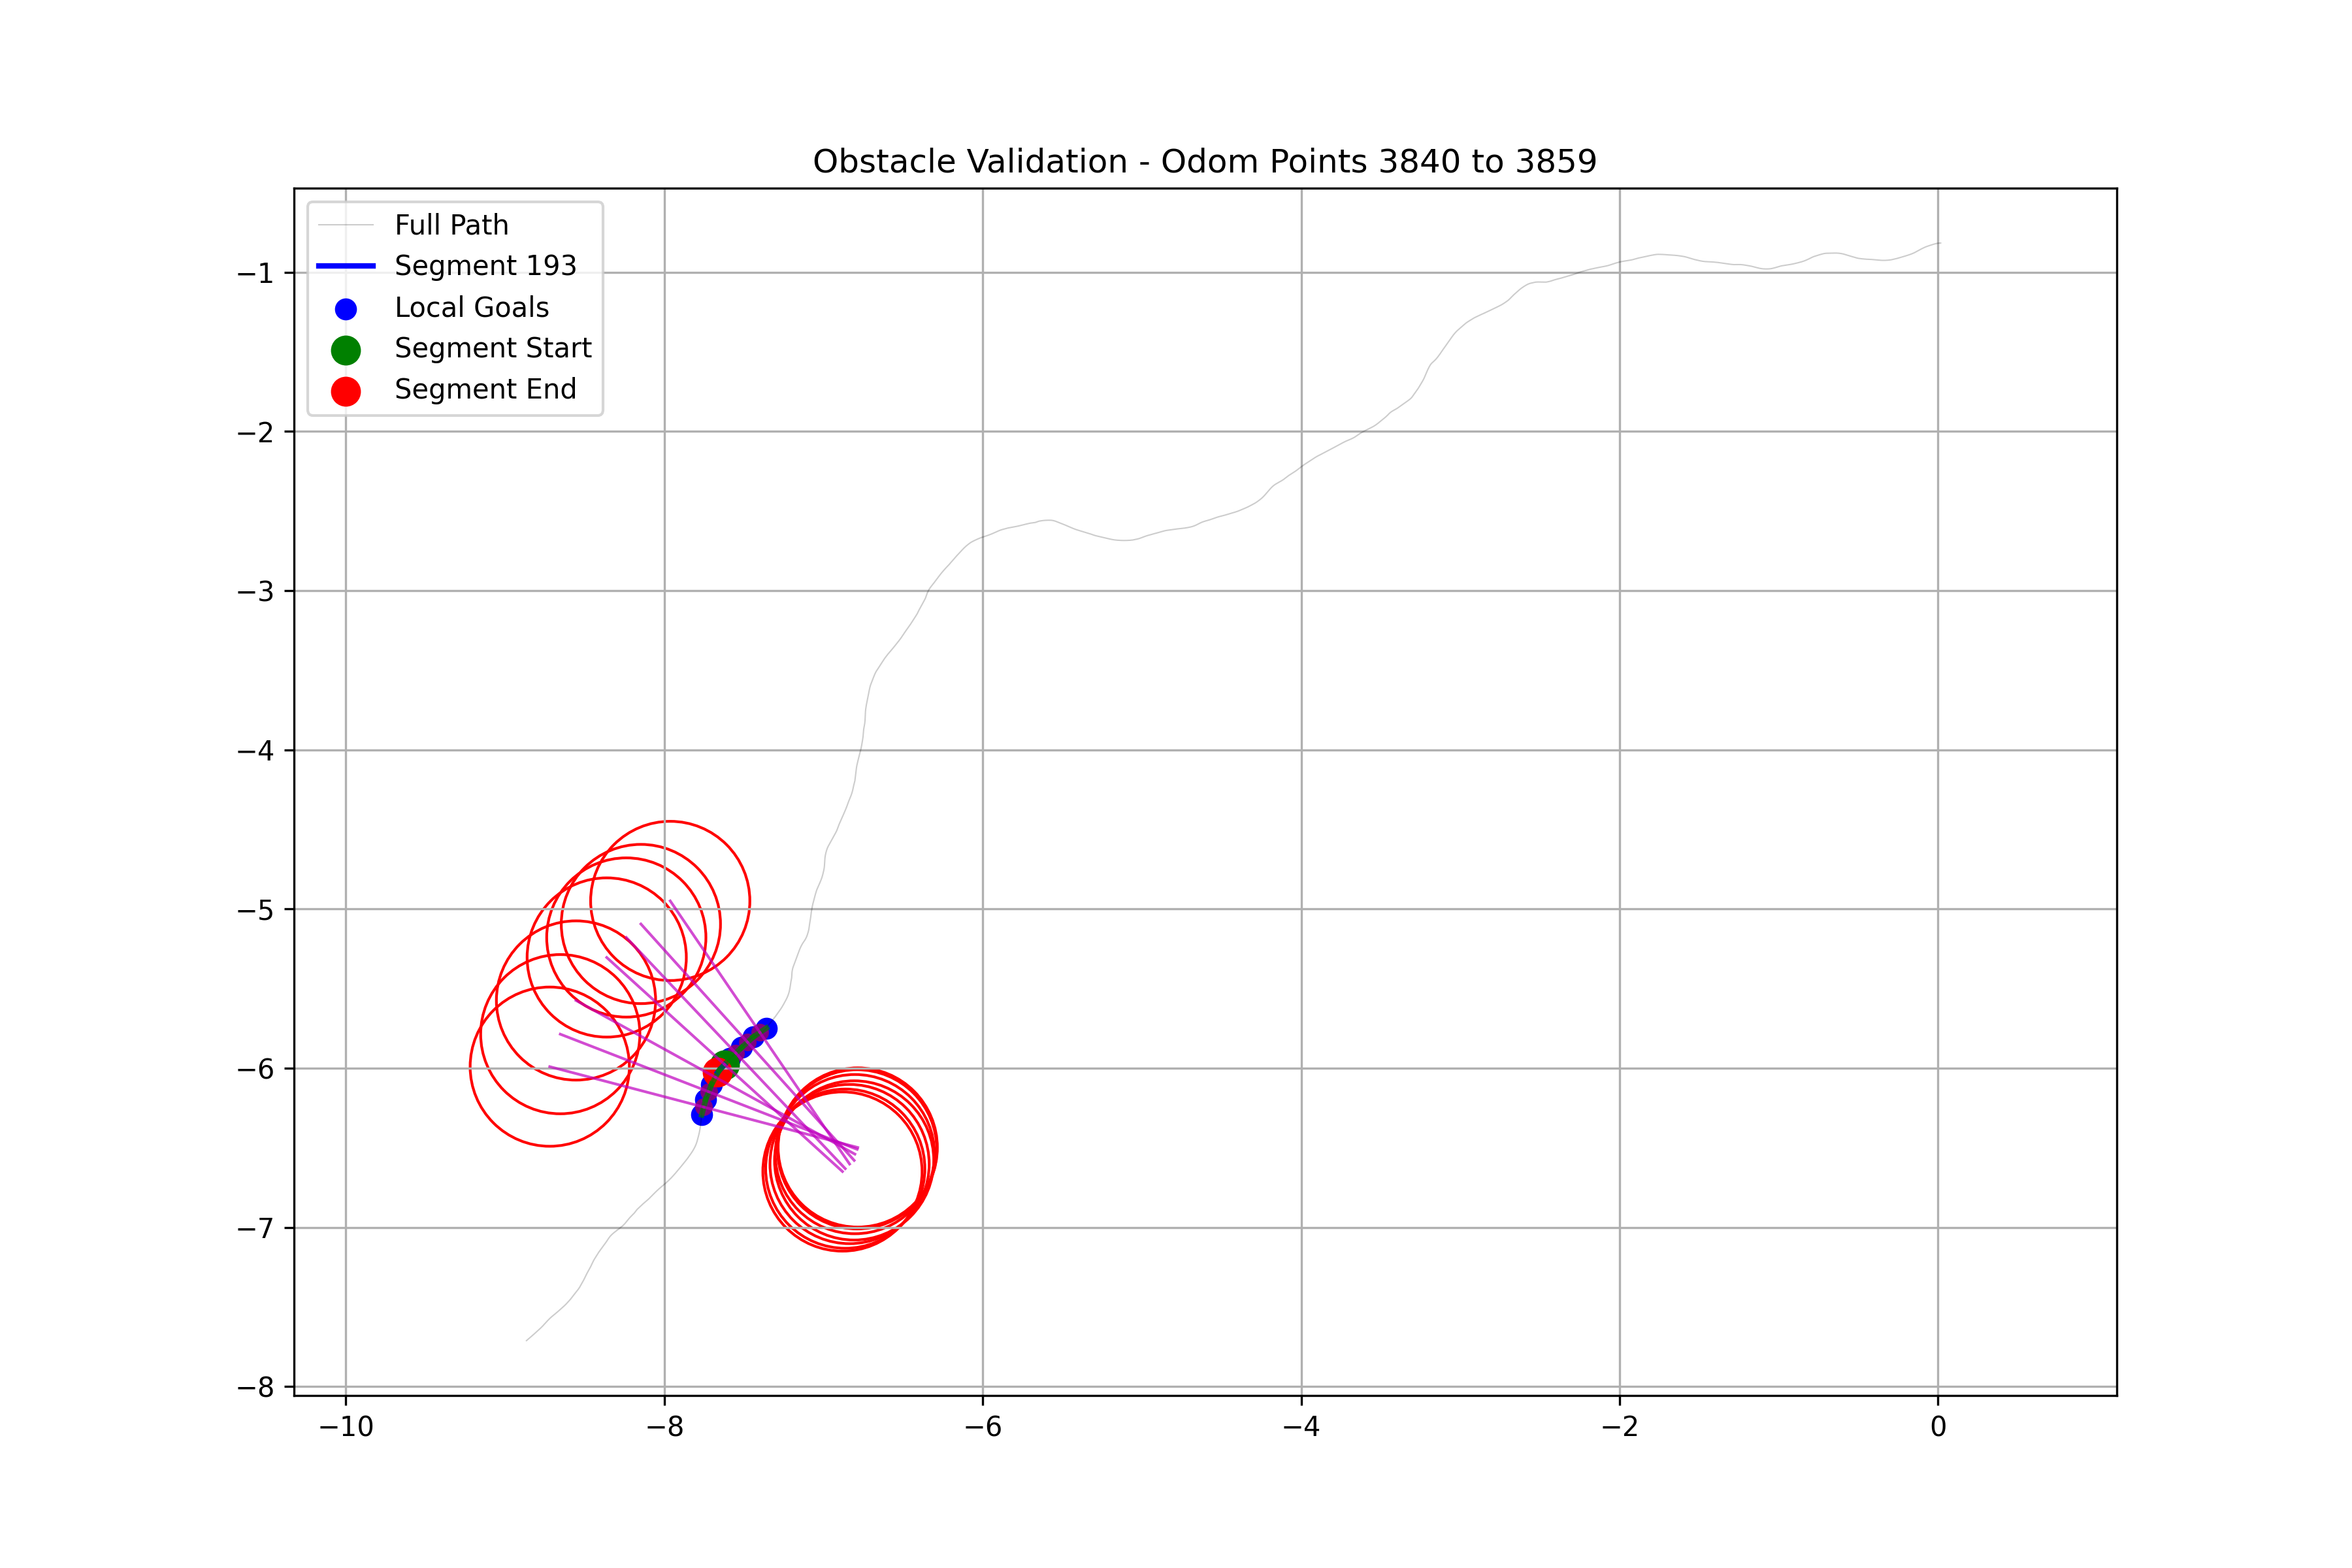 Obstacle Validation - Odom Points 3840 to 3859
Full Path
Segment 193
Local Goals
Segment Start
Segment End
−1
−2
−3
−4
−5
−6
−7
−8
−10
−8
−6
−4
−2
0